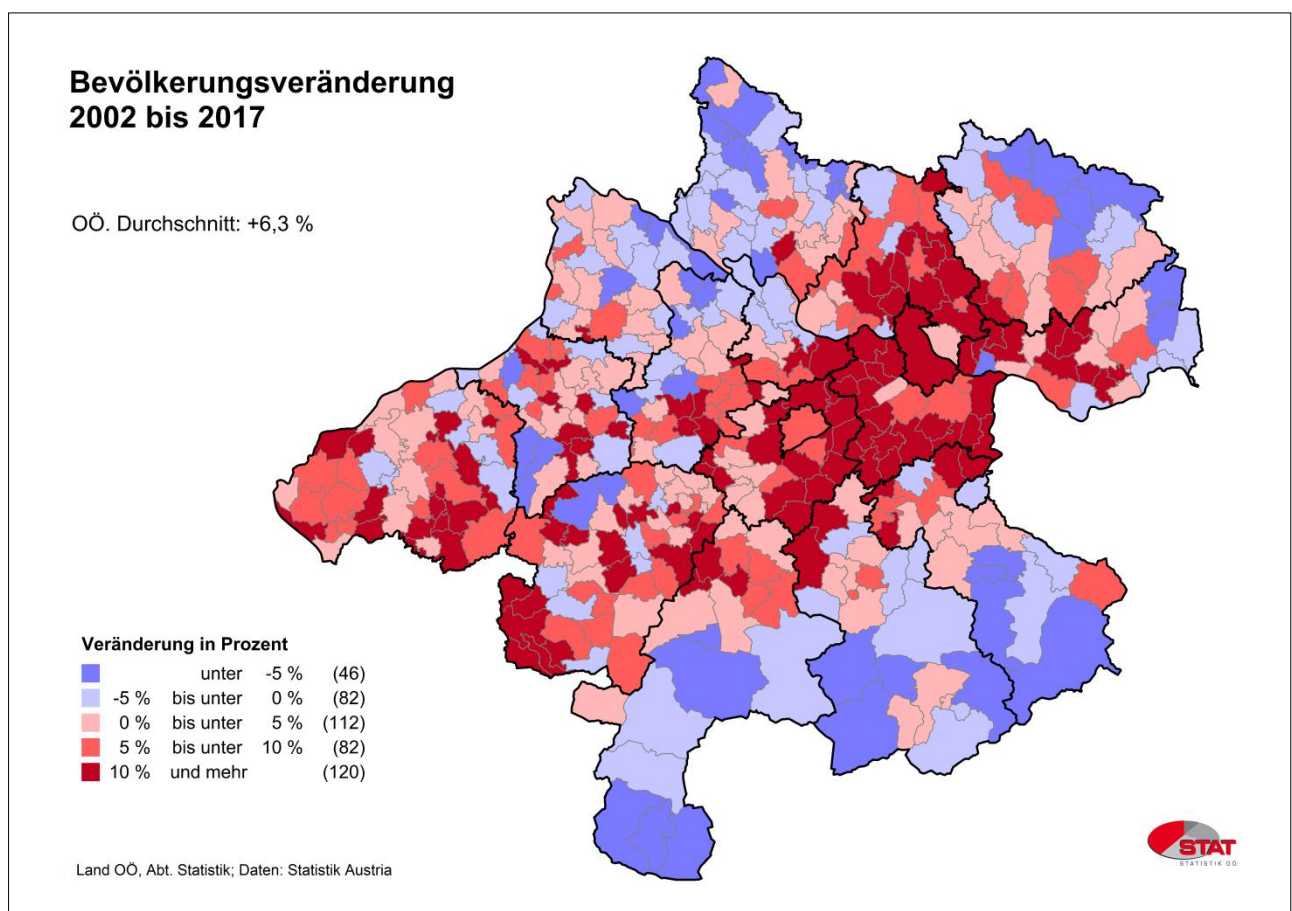 Bevölkerungsveränderung
2002 bis 2017
OÖ. Durchschnitt: +6,3 %
Veränderung in Prozent
unter -5 % (46)
-5 % bis unter 0 % (82)
0 % bis unter 5 % (112)
5 % bis unter 10 % (82)
10 % und mehr (120)
Land OÖ, Abt. Statistik; Daten: Statistik Austria
STAT
STATISTIK OÖ